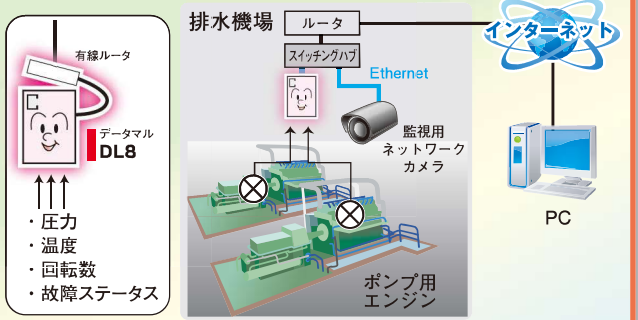 有線ルータ
C
データマル
DL8
・圧力
・温度
・回転数
・故障ステータス
排水機場
ルータ
スイッチングハブ
Ethernet
C
監視用
ネットワーク
カメラ
ポンプ用
エンジン
インターネット
PC